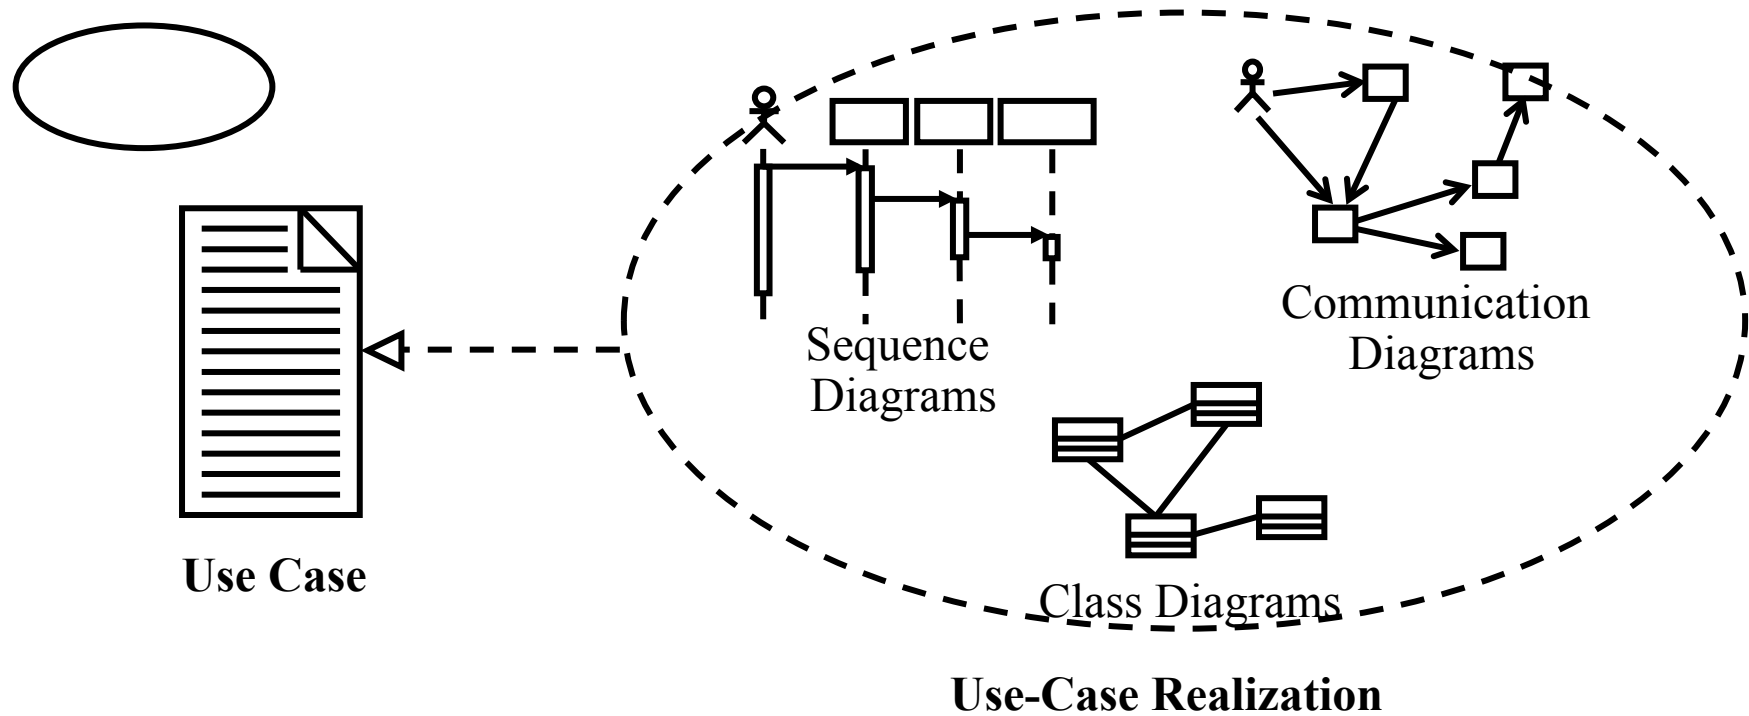 Sequence
Diagrams
Communication
Diagrams
Class Diagrams
Use Case
Use-Case Realization